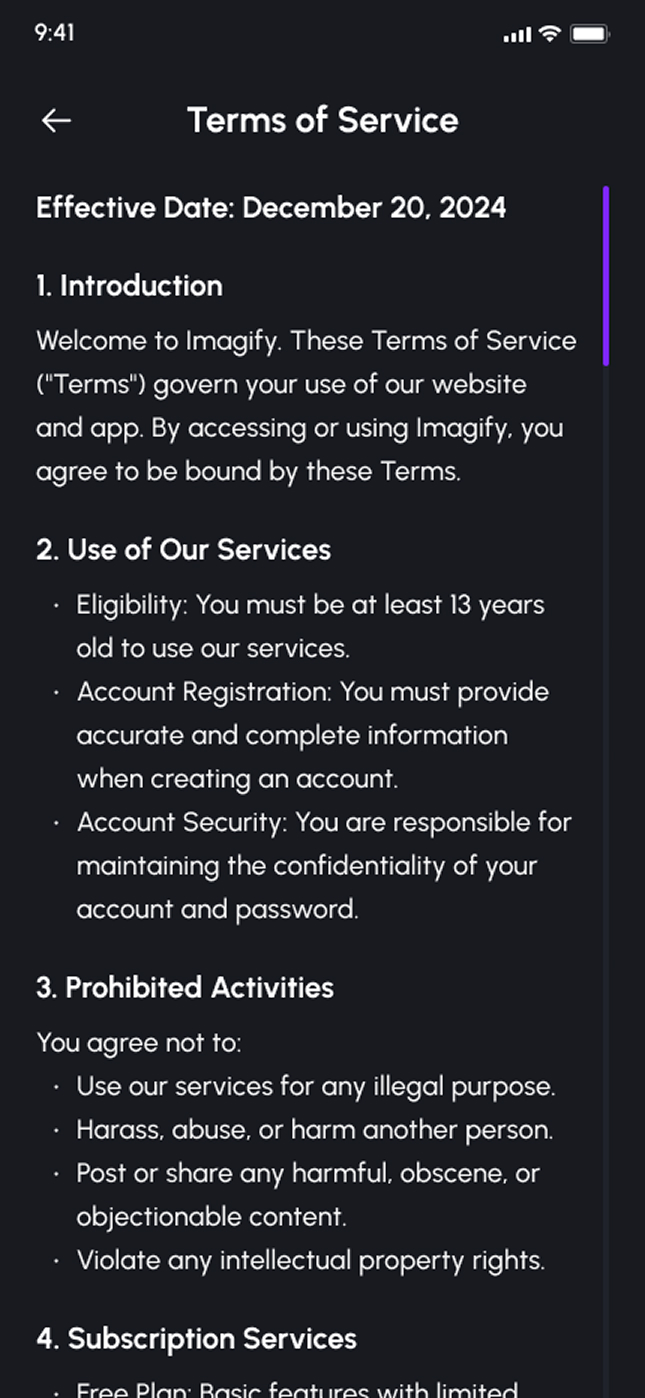 9:41
Terms of Service
Effective Date: December 20, 2024
1. Introduction
Welcome to Imagify. These Terms of Service
("Terms") govern your use of our website
and app. By accessing or using Imagify, you
agree to be bound by these Terms.
2. Use of Our Services
· Eligibility: You must be at least 13 years
old to use our services.
· Account Registration: You must provide
accurate and complete information
when creating an account.
· Account Security: You are responsible for
maintaining the confidentiality of your
account and password.
3. Prohibited Activities
You agree not to:
· Use our services for any illegal purpose.
· Harass, abuse, or harm another person.
· Post or share any harmful, obscene, or
objectionable content.
· Violate any intellectual property rights.
4. Subscription Services
· Free Plan: Basic features with limited